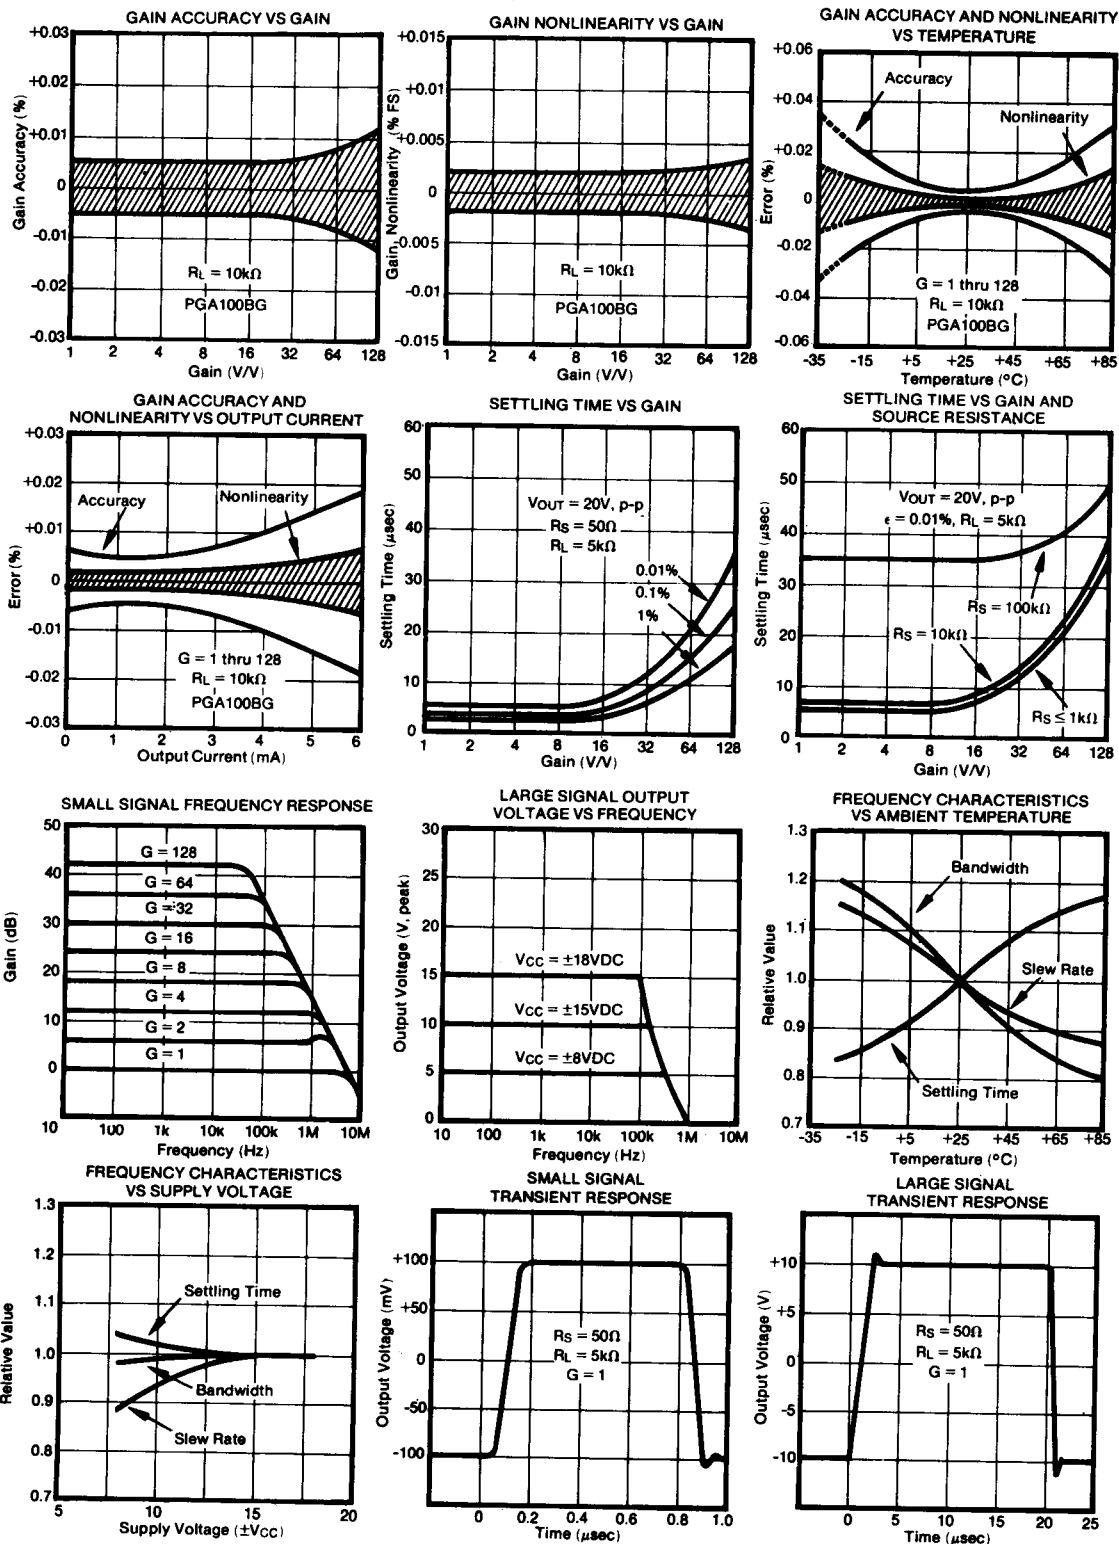 GAIN ACCURACY VS GAIN
+0.03
+0.02
+0.01
0
-0.01
-0.02
-0.03
Gain Accuracy (%)
RL = 10kΩ
PGA100BG
1 2 4 8 16 32 64 128
Gain (V/V)
GAIN NONLINEARITY VS GAIN
+0.015
+0.01
+0.005
0
-0.005
-0.01
-0.015
Gain, Nonlinearity (% FS)
RL = 10kΩ
PGA100BG
1 2 4 8 16 32 64 128
Gain (V/V)
GAIN ACCURACY AND NONLINEARITY
VS TEMPERATURE
+0.06
+0.04
+0.02
0
-0.02
-0.04
-0.06
Error (%)
Accuracy
Nonlinearity
G = 1 thru 128
RL = 10kΩ
PGA100BG
-35 -15 +5 +25 +45 +65 +85
Temperature (°C)
GAIN ACCURACY AND
NONLINEARITY VS OUTPUT CURRENT
+0.03
+0.02
+0.01
0
-0.01
-0.02
-0.03
Error (%)
Accuracy
Nonlinearity
G = 1 thru 128
RL = 10kΩ
PGA100BG
0 1 2 3 4 5 6
Output Current (mA)
SETTLING TIME VS GAIN
60
50
40
30
20
10
0
Settling Time (μsec)
VOUT = 20V, p-p
RS = 50Ω
RL = 5kΩ
0.01%
0.1%
1%
1 2 4 8 16 32 64 128
Gain (V/V)
SETTLING TIME VS GAIN AND
SOURCE RESISTANCE
60
50
40
30
20
10
0
Settling Time (μsec)
VOUT = 20V, p-p
ϵ = 0.01%, RL = 5kΩ
RS = 100kΩ
RS = 10kΩ
RS ≤ 1kΩ
1 2 4 8 16 32 64 128
Gain (V/V)
SMALL SIGNAL FREQUENCY RESPONSE
50
40
30
20
10
0
Gain (dB)
G = 128
G = 64
G = 32
G = 16
G = 8
G = 4
G = 2
G = 1
10 100 1k 10k 100k 1M 10M
Frequency (Hz)
LARGE SIGNAL OUTPUT
VOLTAGE VS FREQUENCY
30
25
20
15
10
5
0
Output Voltage (V, peak)
VCC = ±18VDC
VCC = ±15VDC
VCC = ±8VDC
10 100 1k 10k 100k 1M 10M
Frequency (Hz)
FREQUENCY CHARACTERISTICS
VS AMBIENT TEMPERATURE
1.3
1.2
1.1
1.0
0.9
0.8
0.7
Relative Value
Bandwidth
Slew Rate
Settling Time
-35 -15 +5 +25 +45 +65 +85
Temperature (°C)
FREQUENCY CHARACTERISTICS
VS SUPPLY VOLTAGE
1.3
1.2
1.1
1.0
0.9
0.8
0.7
Relative Value
Settling Time
Bandwidth
Slew Rate
5 10 15 20
Supply Voltage (±VCC)
SMALL SIGNAL
TRANSIENT RESPONSE
+100
+50
0
-50
-100
Output Voltage (mV)
RS = 50Ω
RL = 5kΩ
G = 1
0 0.2 0.4 0.6 0.8 1.0
Time (μsec)
LARGE SIGNAL
TRANSIENT RESPONSE
+10
+5
0
-5
-10
Output Voltage (V)
RS = 50Ω
RL = 5kΩ
G = 1
0 5 10 15 20 25
Time (μsec)